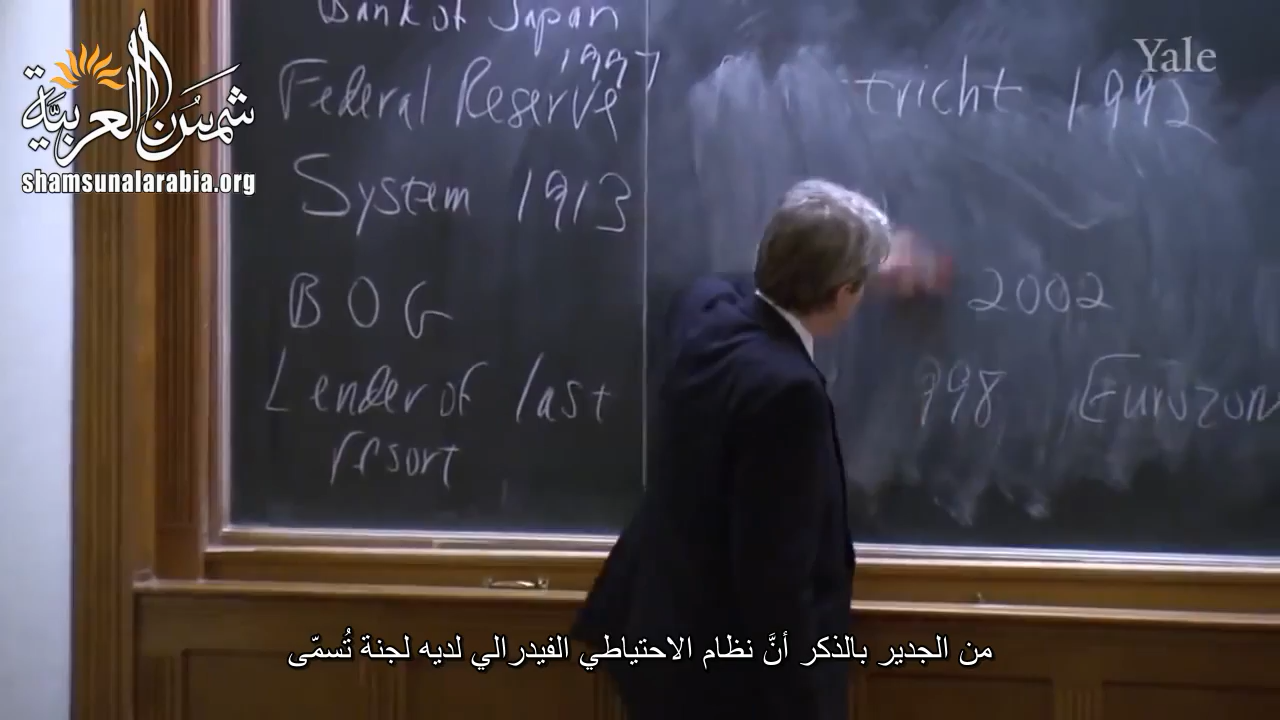 Bank of Japan
1997
Federal Reserve
System 1913
BOG
Lender of last
resort
tricht 1992
2002
998 Eurozon
Yale
شمسُ العربيّة
shamsunalarabia.org
من الجدير بالذكر أنَّ نظام الاحتياطي الفيدرالي لديه لجنة تُسمّى